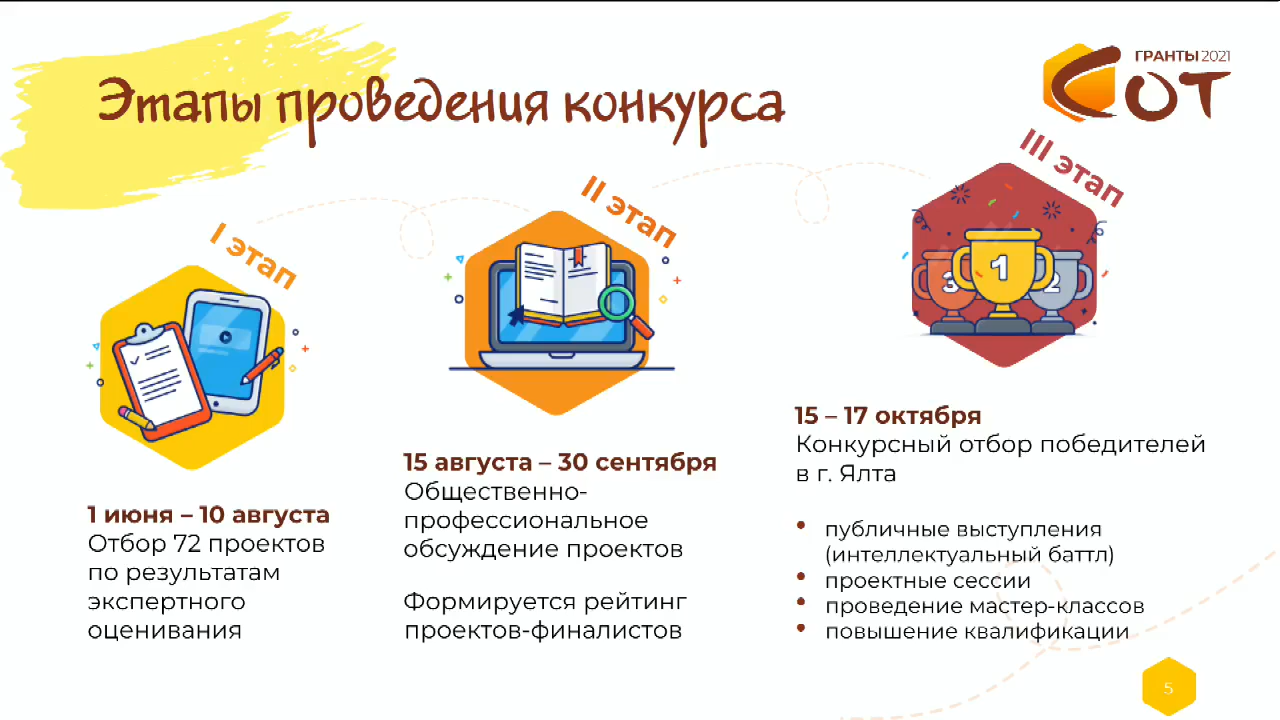 Этапы проведения конкурса
ГРАНТЫ 2021
СОТ
I этап
1 июня – 10 августа
Отбор 72 проектов
по результатам
экспертного
оценивания
II этап
15 августа – 30 сентября
Общественно-
профессиональное
обсуждение проектов
Формируется рейтинг
проектов-финалистов
III этап
3
1
2
15 – 17 октября
Конкурсный отбор победителей
в г. Ялта
• публичные выступления
(интеллектуальный баттл)
• проектные сессии
• проведение мастер-классов
• повышение квалификации
5